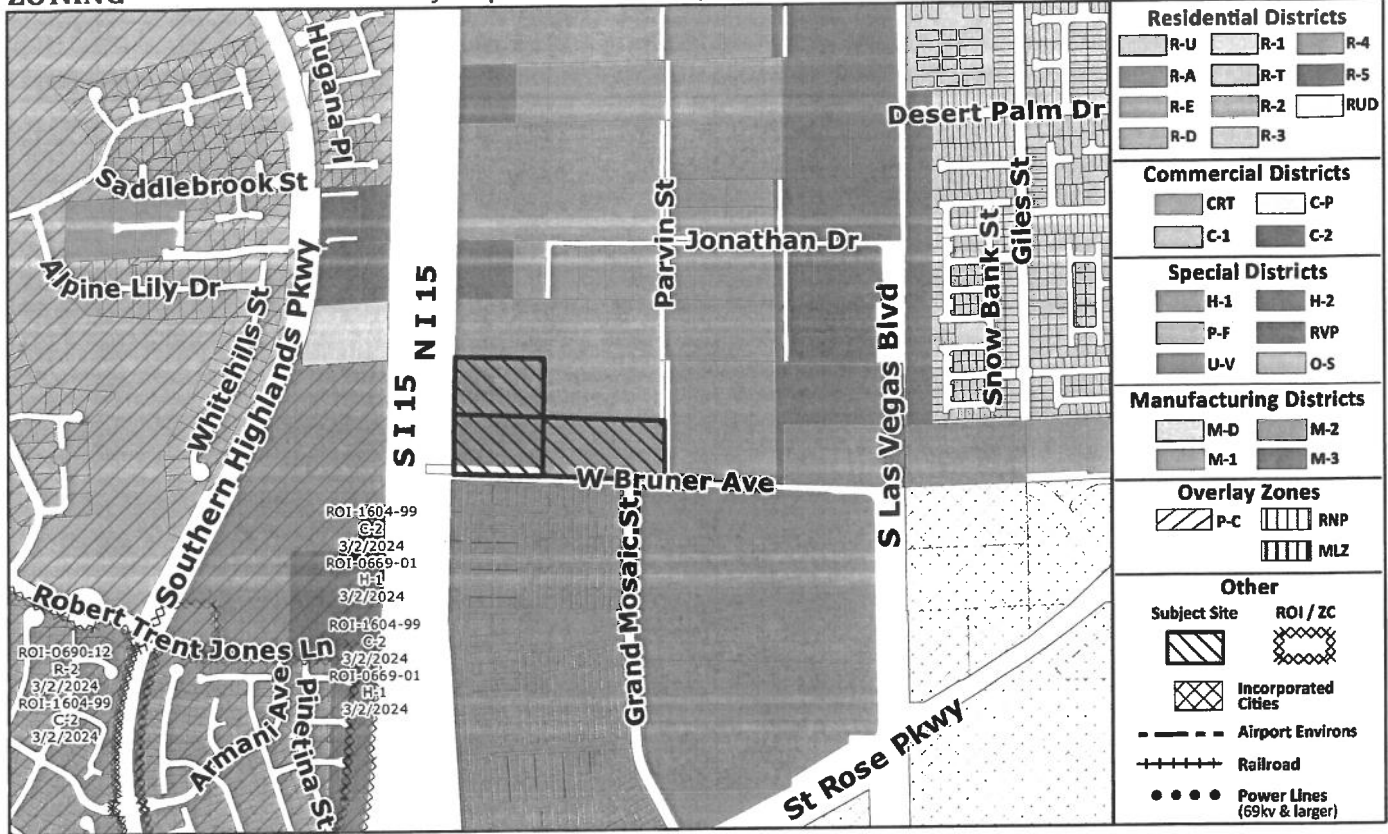 ZONING
Hugana Pl
Saddlebrook St
Alpine Lily Dr
Whitehills St
Southern Highlands Pkwy
S I 15
N I 15
Parvin St
Jonathan Dr
Desert Palm Dr
Giles St
Snow Bank St
S Las Vegas Blvd
W Bruner Ave
Grand Mosaic St
St Rose Pkwy
Robert Trent Jones Ln
Armani Ave
Pinetina St
ROI-1604-99
C-2
3/2/2024
ROI-0669-01
H-1
3/2/2024
ROI-1604-99
C-2
3/2/2024
ROI-0669-01
H-1
3/2/2024
ROI-0690-12
R-2
3/2/2024
ROI-1604-99
C-2
3/2/2024
Residential Districts
R-U R-1 R-4
R-A R-T R-5
R-E R-2 RUD
R-D R-3
Commercial Districts
CRT C-P
C-1 C-2
Special Districts
H-1 H-2
P-F RVP
U-V O-S
Manufacturing Districts
M-D M-2
M-1 M-3
Overlay Zones
P-C RNP
MLZ
Other
Subject Site ROI / ZC
Incorporated
Cities
Airport Environs
Railroad
Power Lines
(69kv & larger)